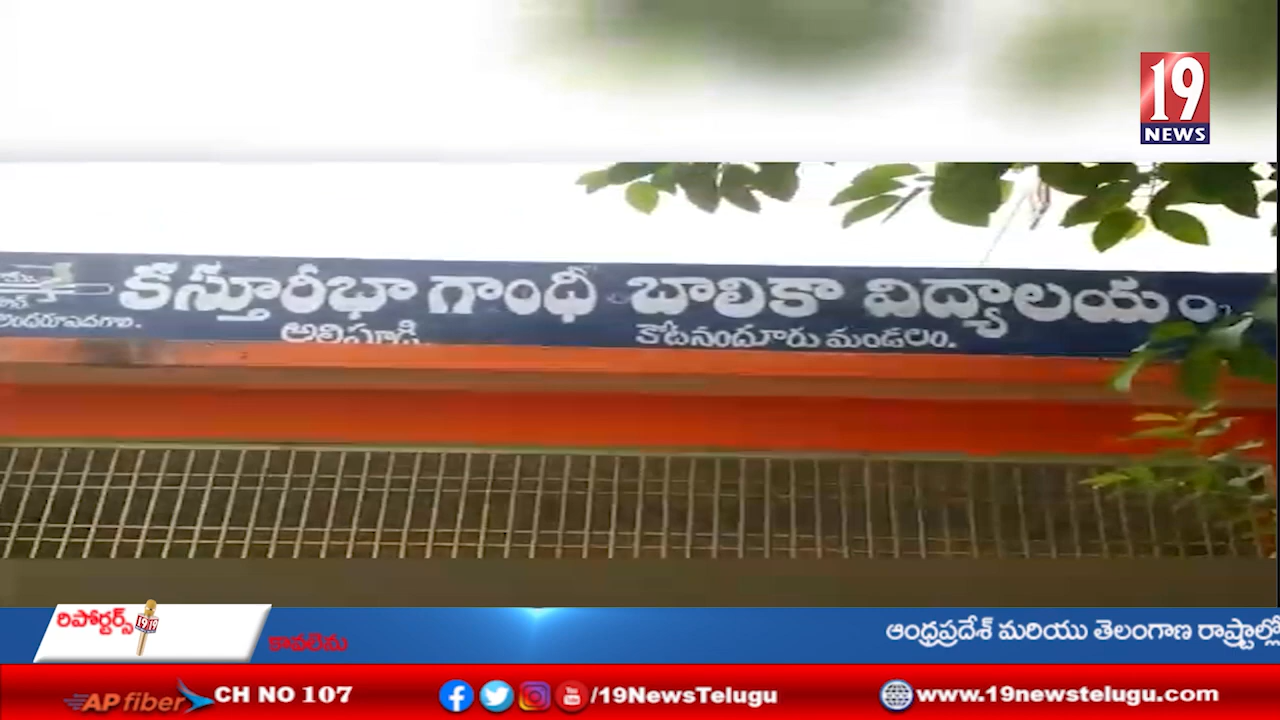 19
NEWS
కస్తూరీభా గాంధీ బాలికా విద్యాలయం
కోటనందూరు మండలం.
రిపోర్టర్స్
కావలెను
ఆంధ్రప్రదేశ్ మరియు తెలంగాణ రాష్ట్రాల్లో
AP fiber CH NO 107
/19NewsTelugu
www.19newstelugu.com